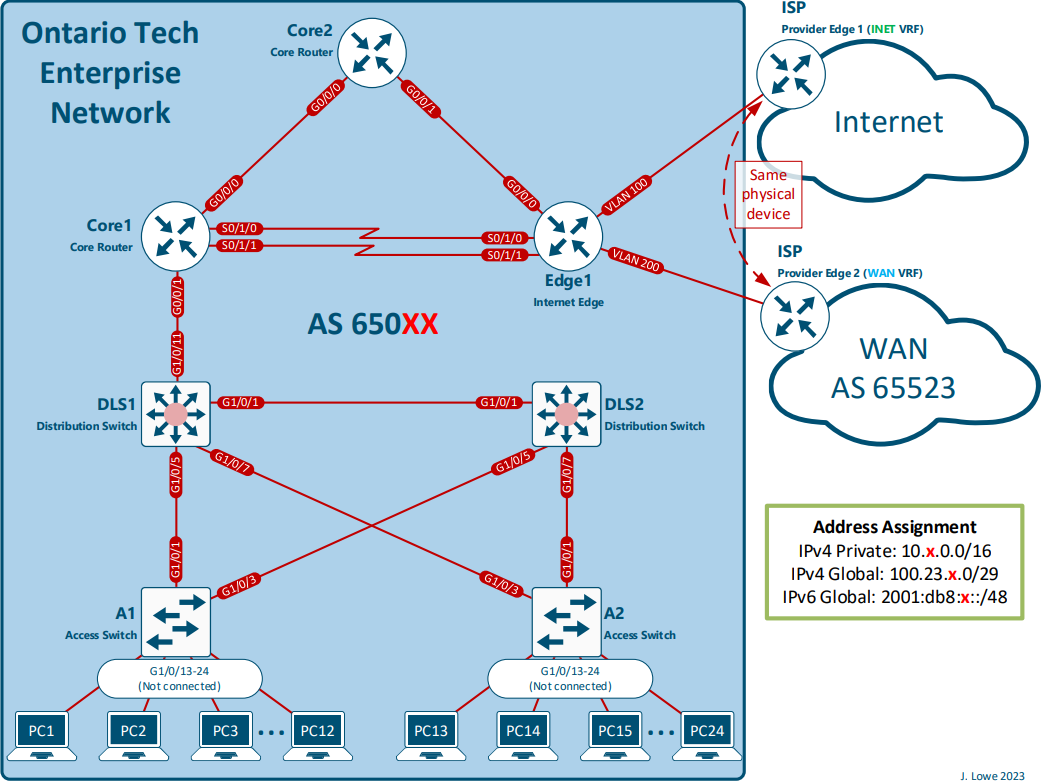 Ontario Tech
Enterprise
Network
Core2
Core Router
G0/0/0
G0/0/1
ISP
Provider Edge 1 (INET VRF)
Internet
Same
physical
device
VLAN 100
G0/0/0
G0/0/0
Core1
Core Router
S0/1/0
S0/1/1
S0/1/0
S0/1/1
Edge1
Internet Edge
VLAN 200
ISP
Provider Edge 2 (WAN VRF)
WAN
AS 65523
G0/0/1
G1/0/11
AS 650XX
DLS1
Distribution Switch
G1/0/1
G1/0/1
DLS2
Distribution Switch
G1/0/5
G1/0/7
G1/0/5
G1/0/7
Address Assignment
IPv4 Private: 10.x.0.0/16
IPv4 Global: 100.23.x.0/29
IPv6 Global: 2001:db8:x::/48
G1/0/1
G1/0/3
G1/0/3
G1/0/1
A1
Access Switch
A2
Access Switch
G1/0/13-24
(Not connected)
G1/0/13-24
(Not connected)
PC1
PC2
PC3
PC12
PC13
PC14
PC15
PC24
J. Lowe 2023